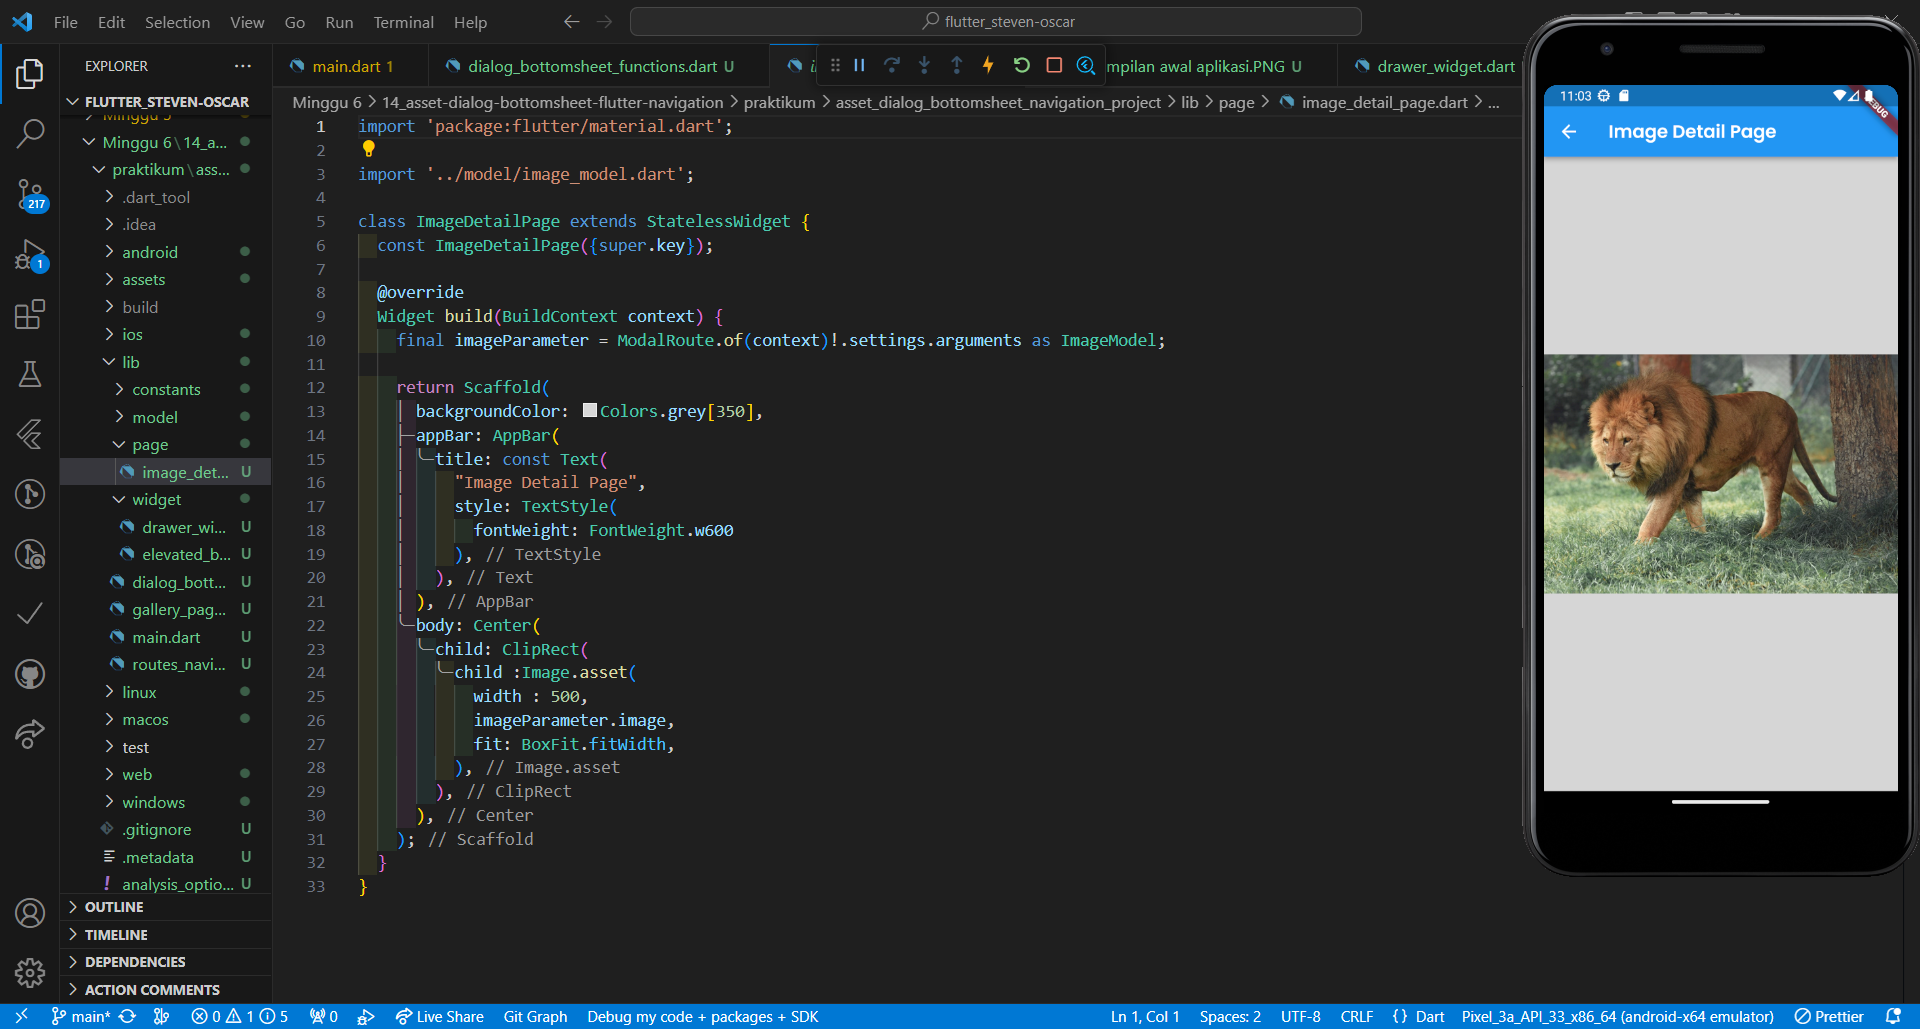 File Edit Selection View Go Run Terminal Help
flutter_steven-oscar
EXPLORER
main.dart 1
dialog_bottomsheet_functions.dart U
mpilan awal aplikasi.PNG U
drawer_widget.dart
FLUTTER_STEVEN-OSCAR
Minggu 6 > 14_asset-dialog-bottomsheet-flutter-navigation > praktikum > asset_dialog_bottomsheet_navigation_project > lib > page > image_detail_page.dart > ...
Minggu 5
Minggu 6\14_a...
praktikum\ass...
.dart_tool
.idea
android
assets
build
ios
lib
constants
model
page
image_det... U
widget
drawer_wi... U
elevated_b... U
dialog_bott... U
gallery_pag... U
main.dart U
routes_navi... U
linux
macos
test
web
windows
.gitignore U
.metadata U
analysis_optio... U
OUTLINE
TIMELINE
DEPENDENCIES
ACTION COMMENTS
217
1
1 import 'package:flutter/material.dart';
2
3 import '../model/image_model.dart';
4
5 class ImageDetailPage extends StatelessWidget {
6 const ImageDetailPage({super.key});
7
8 @override
9 Widget build(BuildContext context) {
10 final imageParameter = ModalRoute.of(context)!.settings.arguments as ImageModel;
11
12 return Scaffold(
13 backgroundColor: Colors.grey[350],
14 appBar: AppBar(
15 title: const Text(
16 "Image Detail Page",
17 style: TextStyle(
18 fontWeight: FontWeight.w600
19 ), // TextStyle
20 ), // Text
21 ), // AppBar
22 body: Center(
23 child: ClipRect(
24 child :Image.asset(
25 width : 500,
26 imageParameter.image,
27 fit: BoxFit.fitWidth,
28 ), // Image.asset
29 ), // ClipRect
30 ), // Center
31 ); // Scaffold
32 }
33 }
11:03
DEBUG
Image Detail Page
main* 0 1 5 0 Live Share Git Graph Debug my code + packages + SDK
Ln 1, Col 1 Spaces: 2 UTF-8 CRLF {} Dart Pixel_3a_API_33_x86_64 (android-x64 emulator) Prettier